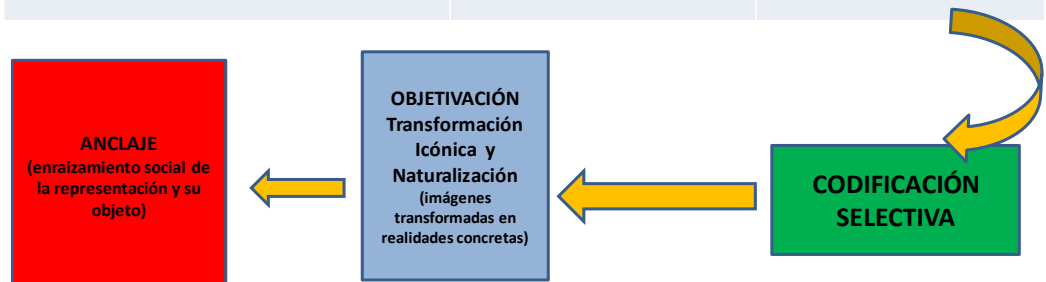 ANCLAJE
(enraizamiento social de
la representación y su
objeto)
OBJETIVACIÓN
Transformación
Icónica y
Naturalización
(imágenes
transformadas en
realidades concretas)
CODIFICACIÓN
SELECTIVA